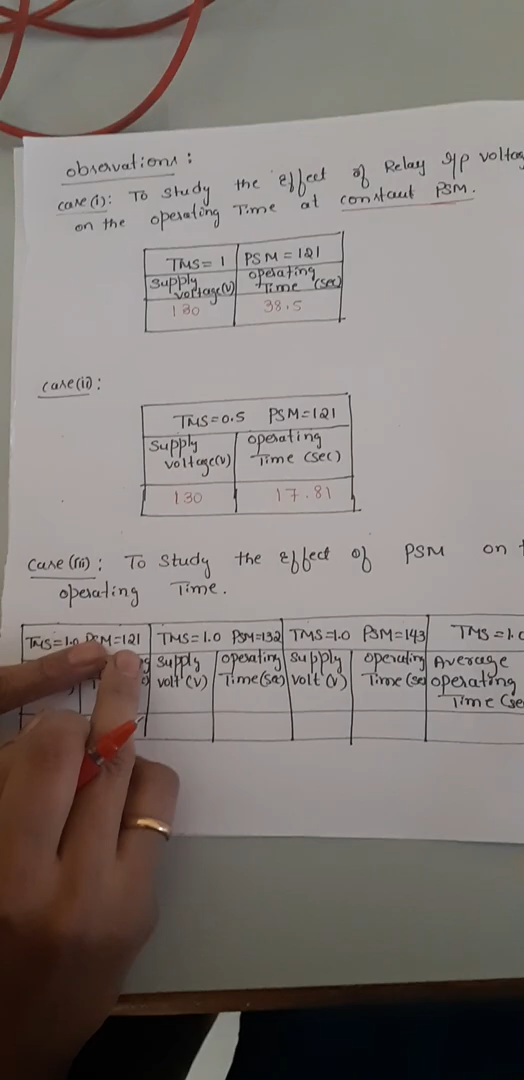 observations:
case(i): To study the Effect of Relay I/p voltag
on the operating Time at constant PSM.
TMS=1 PSM=121
supply voltage(v) operating Time (sec)
130 38.5
case(ii):
TMS=0.5 PSM=121
supply voltage(v) operating Time (sec)
130 17.81
case(iii): To study the Effect of PSM on t
operating Time.
TMS=1.0 PSM=121 TMS=1.0 PSM=132 TMS=1.0 PSM=143 TMS=1.0
supply operating supply operating Average
volt(v) Time(sec) volt(v) Time(sec operating
Time (se